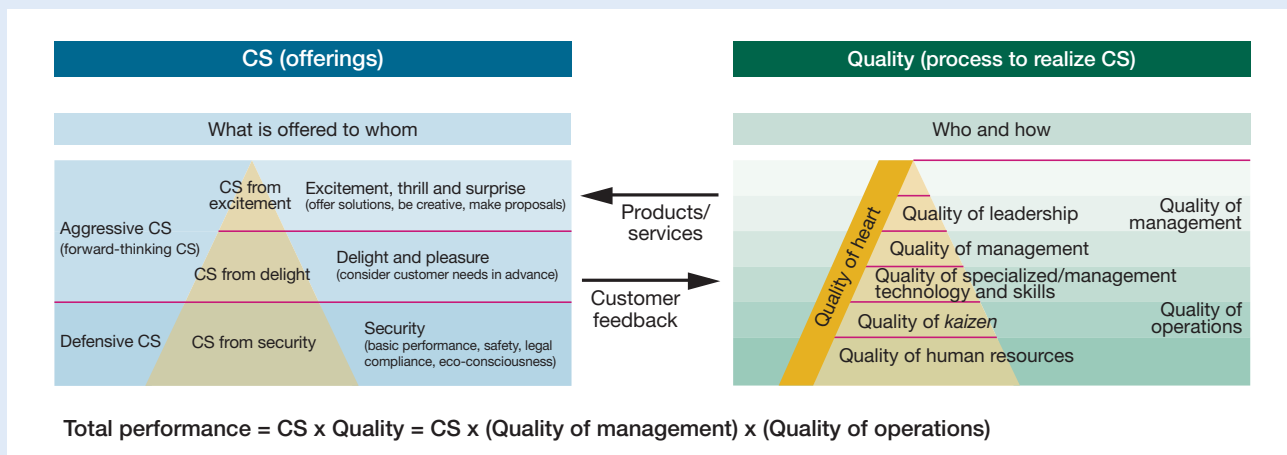 CS (offerings)
What is offered to whom
CS from
excitement
Excitement, thrill and surprise
(offer solutions, be creative, make proposals)
Aggressive CS
(forward-thinking CS)
CS from delight
Delight and pleasure
(consider customer needs in advance)
Defensive CS
CS from security
Security
(basic performance, safety, legal
compliance, eco-consciousness)
Products/
services
Customer
feedback
Quality (process to realize CS)
Who and how
Quality of heart
Quality of leadership
Quality of
management
Quality of management
Quality of specialized/management
technology and skills
Quality of kaizen
Quality of
operations
Quality of human resources
Total performance = CS x Quality = CS x (Quality of management) x (Quality of operations)